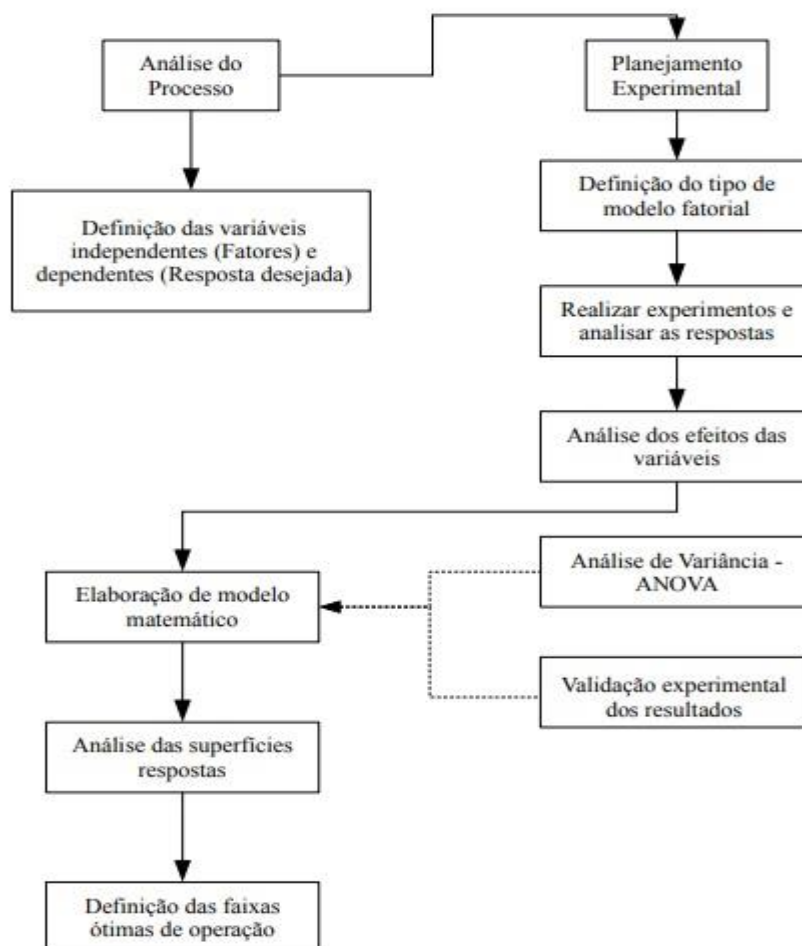 Análise do
Processo
Planejamento
Experimental
Definição das variáveis
independentes (Fatores) e
dependentes (Resposta desejada)
Definição do tipo de
modelo fatorial
Realizar experimentos e
analisar as respostas
Análise dos efeitos das
variáveis
Elaboração de modelo
matemático
Análise de Variância -
ANOVA
Validação experimental
dos resultados
Análise das superfícies
respostas
Definição das faixas
ótimas de operação